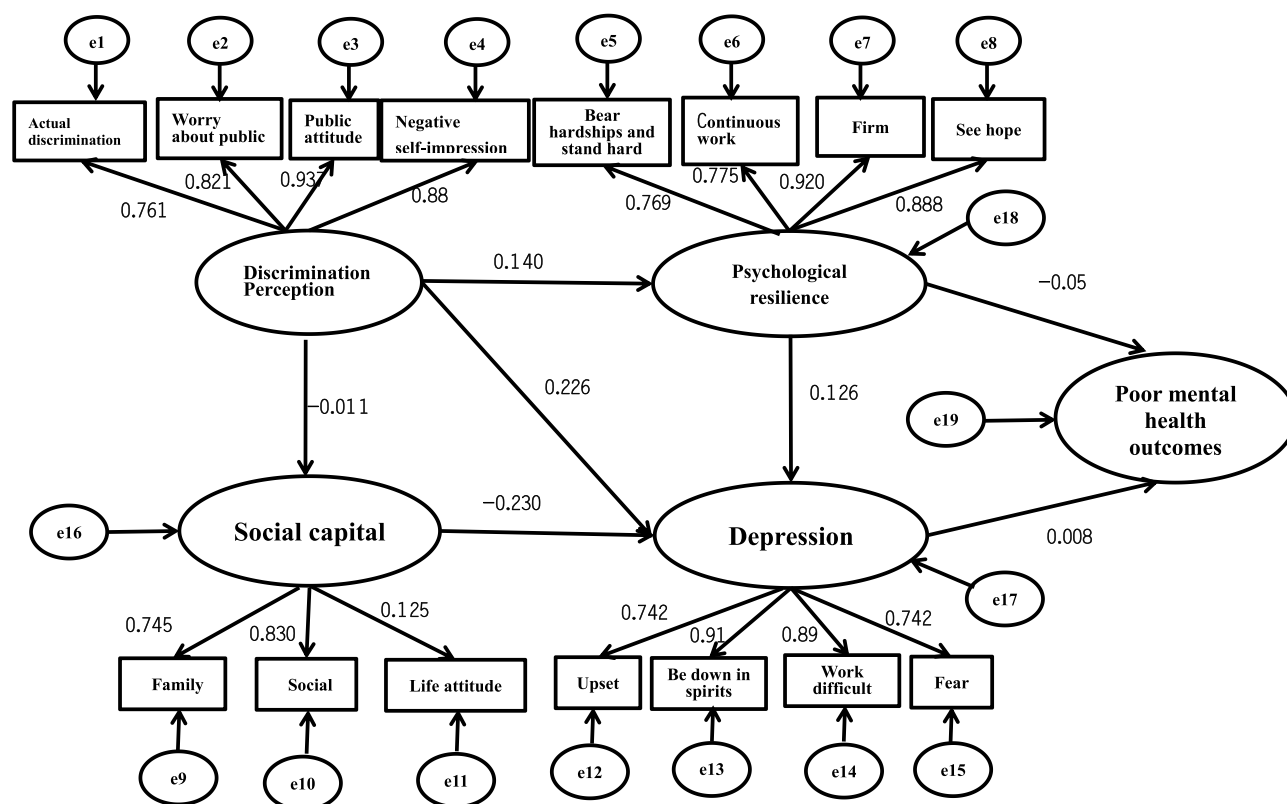 e1
e2
e3
e4
e5
e6
e7
e8
Actual
discrimination
Worry
about public
Public
attitude
Negative
self-impression
Bear
hardships and
stand hard
Continuous
work
Firm
See hope
0.761
0.821
0.937
0.88
0.769
0.775
0.920
0.888
e18
Discrimination
Perception
0.140
Psychological
resilience
−0.05
−0.011
0.226
0.126
e19
Poor mental
health
outcomes
e16
Social capital
−0.230
Depression
0.008
e17
0.745
0.830
0.125
0.742
0.91
0.89
0.742
Family
Social
Life attitude
Upset
Be down in
spirits
Work
difficult
Fear
e9
e10
e11
e12
e13
e14
e15